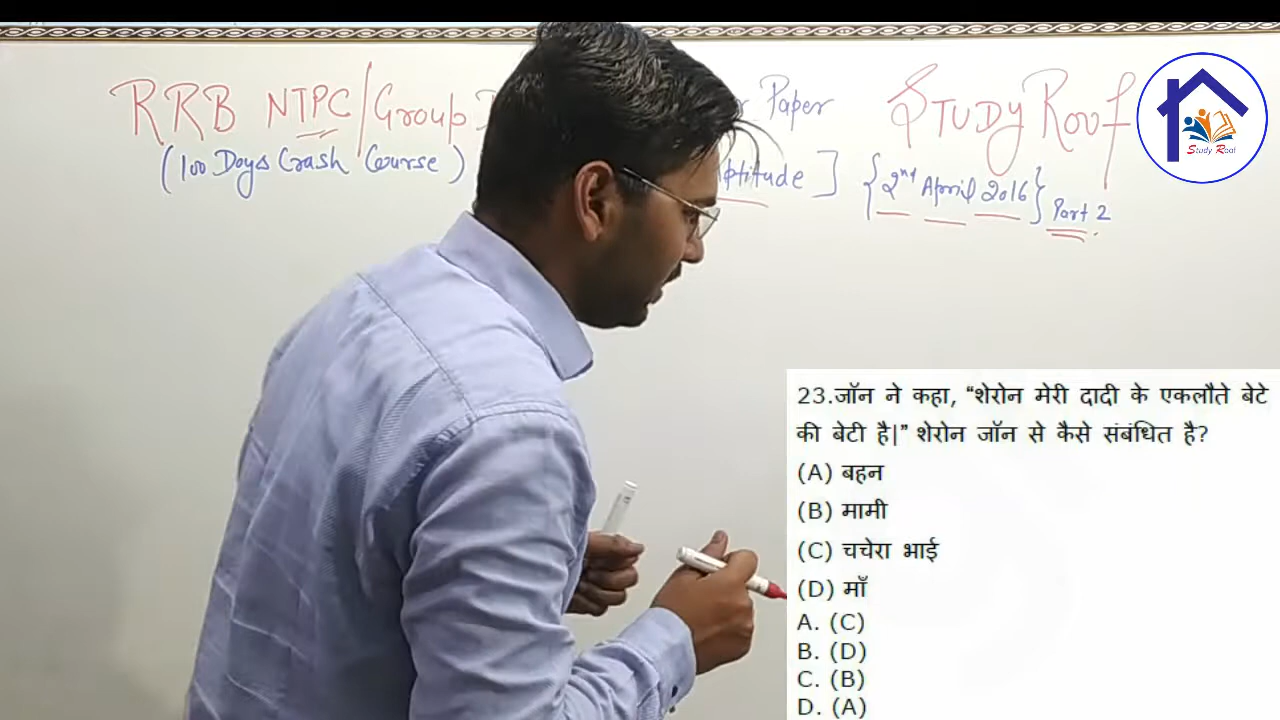 RRB NTPC/Group Paper
STUDY ROOF
(100 Days Crash Course) Aptitude] {2nd April 2016} Part 2
Study Roof
23.जॉन ने कहा, “शेरोन मेरी दादी के एकलौते बेटे
की बेटी है|” शेरोन जॉन से कैसे संबंधित है?
(A) बहन
(B) मामी
(C) चचेरा भाई
(D) माँ
A. (C)
B. (D)
C. (B)
D. (A)